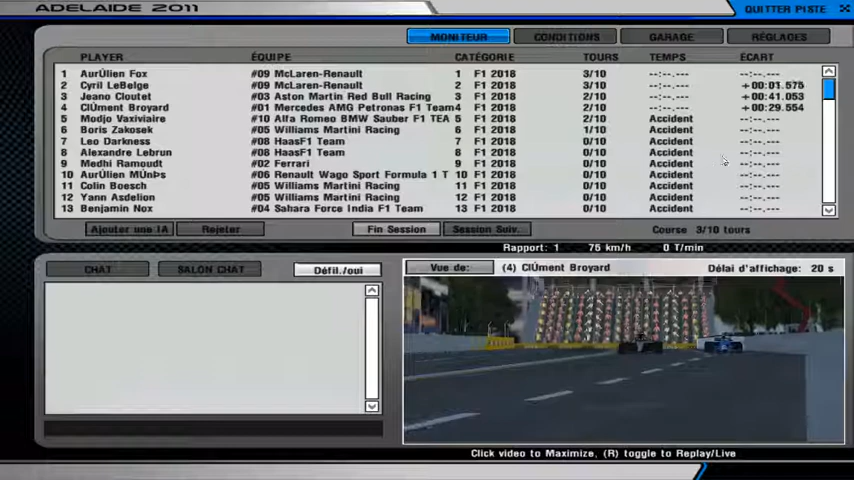 ADELAIDE 2011 QUITTER PISTE
MONITEUR CONDITIONS GARAGE RÉGLAGES
PLAYER ÉQUIPE CATÉGORIE TOURS TEMPS ÉCART
1 AurÛlien Fox #09 McLaren-Renault 1 F1 2018 3/10 --:--.--- --:--.---
2 Cyril LeBelge #09 McLaren-Renault 2 F1 2018 3/10 --:--.--- +00:01.575
3 Jeano Cloutet #03 Aston Martin Red Bull Racing 3 F1 2018 2/10 --:--.--- +00:41.053
4 ClÛment Broyard #01 Mercedes AMG Petronas F1 Team 4 F1 2018 2/10 --:--.--- +00:29.554
5 Modjo Vaxiviaire #10 Alfa Romeo BMW Sauber F1 TEA 5 F1 2018 2/10 Accident --:--.---
6 Boris Zakosek #05 Williams Martini Racing 6 F1 2018 1/10 Accident --:--.---
7 Leo Darkness #08 HaasF1 Team 7 F1 2018 0/10 Accident --:--.---
8 Alexandre Lebrun #08 HaasF1 Team 8 F1 2018 0/10 Accident --:--.---
9 Medhi Ramoudt #02 Ferrari 9 F1 2018 0/10 Accident --:--.---
10 AurÛlien MÛnÞs #06 Renault Wago Sport Formula 1 T 10 F1 2018 0/10 Accident --:--.---
11 Colin Boesch #05 Williams Martini Racing 11 F1 2018 0/10 Accident --:--.---
12 Yann Asdelion #05 Williams Martini Racing 12 F1 2018 0/10 Accident --:--.---
13 Benjamin Nox #04 Sahara Force India F1 Team 13 F1 2018 0/10 Accident --:--.---
Ajouter une IA Rejeter Fin Session Session Suiv. Course 3/10 tours
Rapport: 1 75 km/h 0 T/min
CHAT SALON CHAT Défil./oui Vue de: (4) ClÛment Broyard Délai d'affichage: 20 s
Click video to Maximize, (R) toggle to Replay/Live